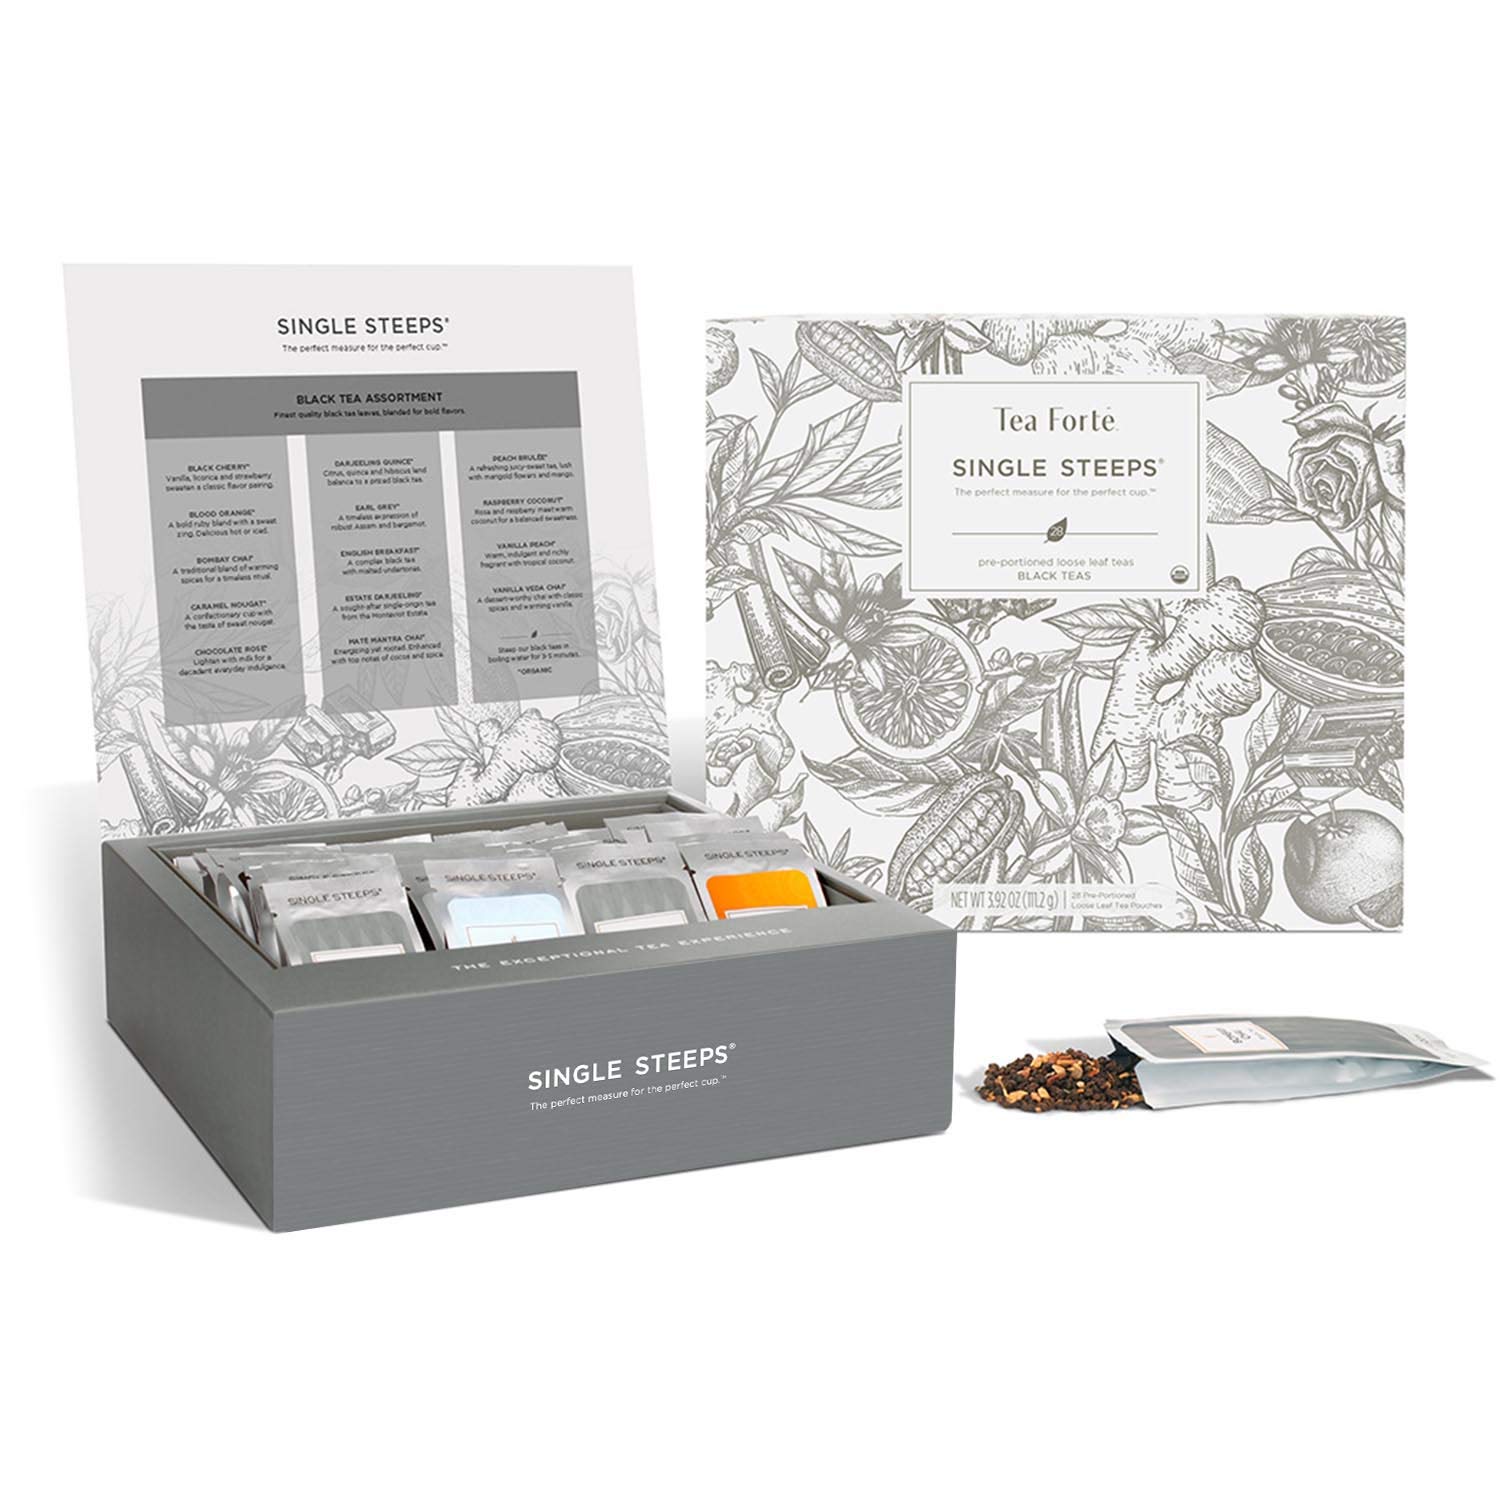 SINGLE STEEPS®
The perfect measure for the perfect cup.™
BLACK TEA ASSORTMENT
Finest quality black tea leaves, blended for bold flavors.
BLACK CHERRY*
Vanilla, licorice and strawberry
sweeten a classic flavor pairing.
BLOOD ORANGE*
A bold ruby blend with a sweet
zing. Delicious hot or iced.
BOMBAY CHAI*
A traditional blend of warming
spices for a timeless ritual.
CARAMEL NOUGAT*
A confectionary cup with
the taste of sweet nougat.
CHOCOLATE ROSE*
Lighten with milk for a
decadent everyday indulgence.
DARJEELING QUINCE*
Citrus, quince and hibiscus lend
balance to a prized black tea.
EARL GREY*
A timeless expression of
robust Assam and bergamot.
ENGLISH BREAKFAST*
A complex black tea
with malted undertones.
ESTATE DARJEELING*
A sought-after single-origin tea
from the Monteviot Estate.
MATE MANTRA CHAI*
Energizing yet rooted. Enhanced
with top notes of cocoa and spice.
PEACH BRULÉE*
A refreshing juicy-sweet tea, lush
with marigold flowers and mango.
RASPBERRY COCONUT*
Rosa and raspberry meet warm
coconut for a balanced sweetness.
VANILLA PEACH*
Warm, indulgent and richly
fragrant with tropical coconut.
VANILLA VEDA CHAI*
A dessert-worthy chai with classic
spices and warming vanilla.
Steep our black teas in
boiling water for 3-5 minutes.
*ORGANIC
SINGLE STEEPS®
SINGLE STEEPS®
SINGLE STEEPS®
SINGLE STEEPS®
THE EXCEPTIONAL TEA EXPERIENCE
SINGLE STEEPS®
The perfect measure for the perfect cup.™
Tea Forté
SINGLE STEEPS®
The perfect measure for the perfect cup.™
28
pre-portioned loose leaf teas
BLACK TEAS
NET WT 3.92 OZ (111.2 g)
28 Pre-Portioned
Loose Leaf Tea Pouches
BOMBAY
CHAI